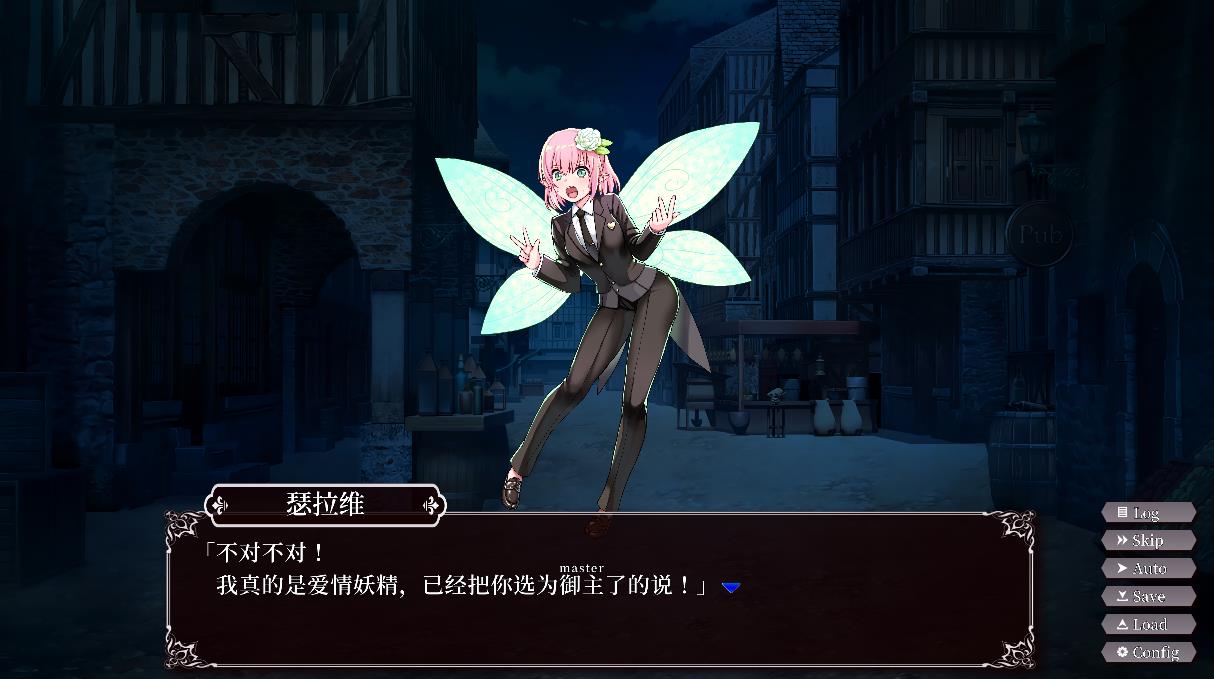 Pub
瑟拉维
「不对不对！
master
我真的是爱情妖精，已经把你选为御主了的说！」
Log
Skip
Auto
Save
Load
Config